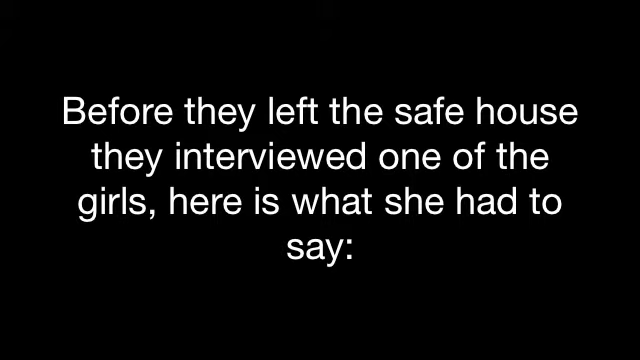 Before they left the safe house
they interviewed one of the
girls, here is what she had to
say: